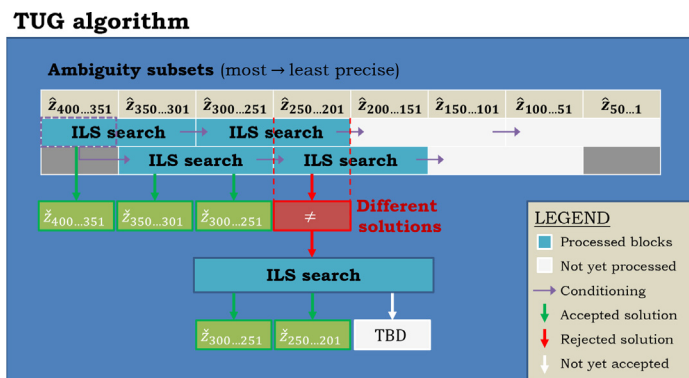 TUG algorithm
Ambiguity subsets (most → least precise)
ẑ400…351 ẑ350…301 ẑ300…251 ẑ250…201 ẑ200…151 ẑ150…101 ẑ100…51 ẑ50…1
ILS search ILS search
ILS search ILS search
ž400…351 ž350…301 ž300…251 ≠ Different
solutions
ILS search
ž300…251 ž250…201 TBD
LEGEND
Processed blocks
Not yet processed
Conditioning
Accepted solution
Rejected solution
Not yet accepted